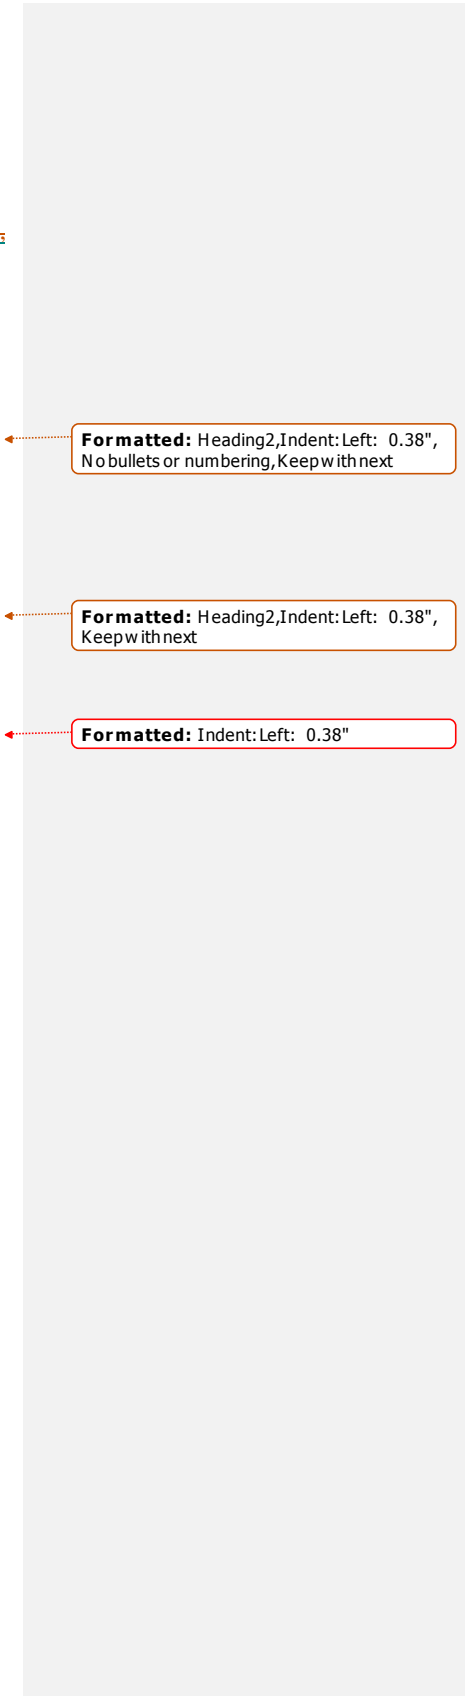 Formatted: Heading2,Indent:Left: 0.38",
No bullets or numbering,Keep with next
Formatted: Heading2,Indent:Left: 0.38",
Keep with next
Formatted: Indent:Left: 0.38"